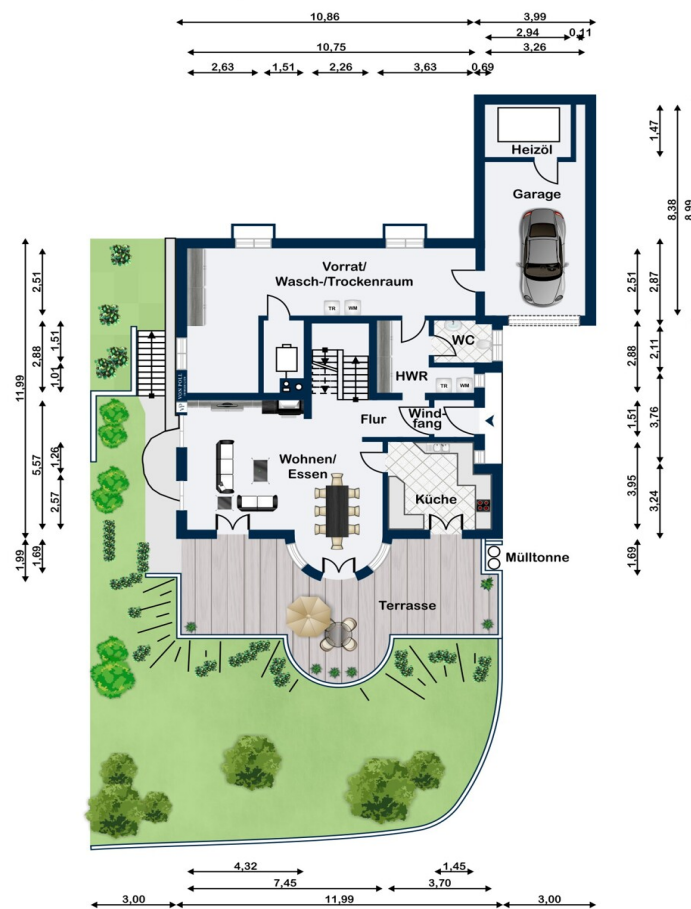 10,86 3,99
2,94 0,11
10,75 3,26
2,63 1,51 2,26 3,63 0,69
Heizöl
Garage
1,47
8,38
8,99
Vorrat/
Wasch-/Trockenraum
TR WM
2,51
2,51
2,87
WC
HWR
TR WM
11,99
2,88
1,51
1,01
2,88
2,11
VON POLL
VP
Flur
Wind-
fang
Wohnen/
Essen
Küche
5,57
1,26
2,57
1,51
3,76
3,95
3,24
Mülltonne
1,99
1,69
1,69
Terrasse
4,32 1,45
7,45 3,70
3,00 11,99 3,00